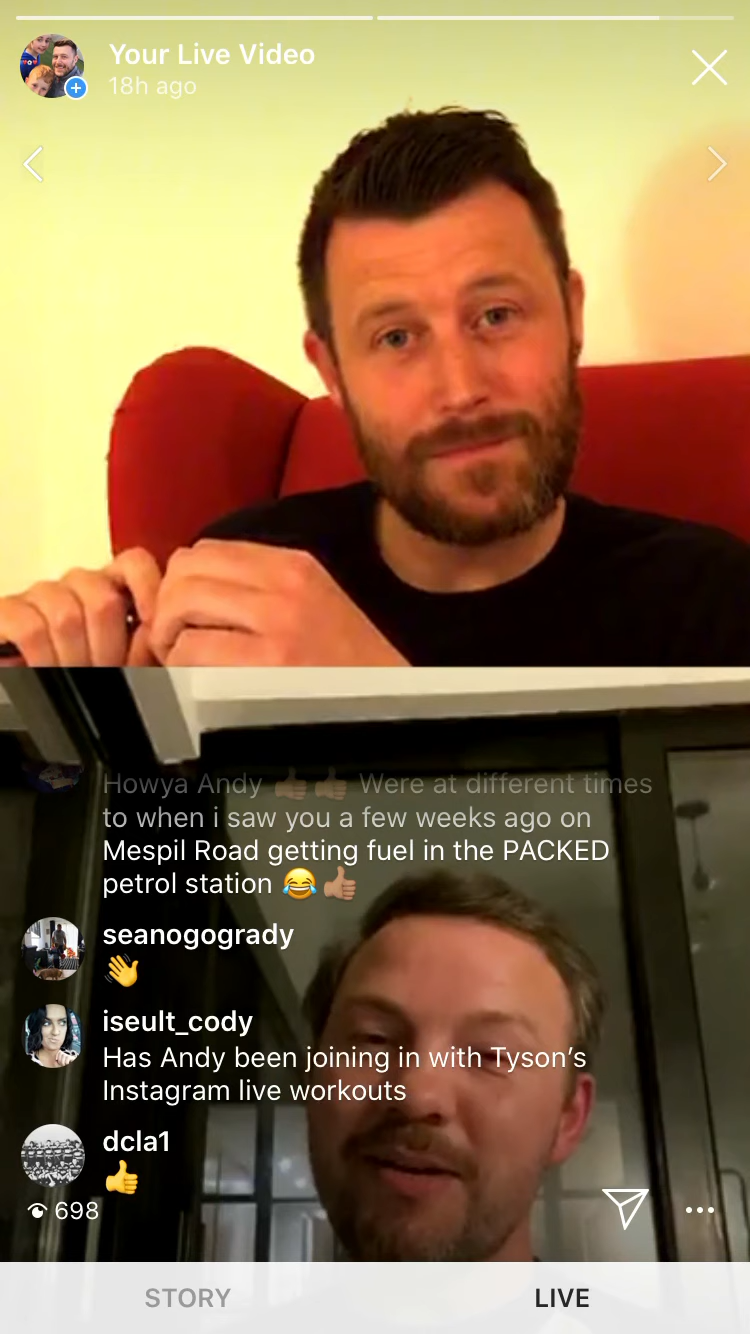 Your Live Video
18h ago
Howya Andy 👍🏼👍🏼 Were at different times
to when i saw you a few weeks ago on
Mespil Road getting fuel in the PACKED
petrol station 😂👍🏼
seanogogrady
👋
iseult_cody
Has Andy been joining in with Tyson’s
Instagram live workouts
dcla1
👍
698
STORY
LIVE